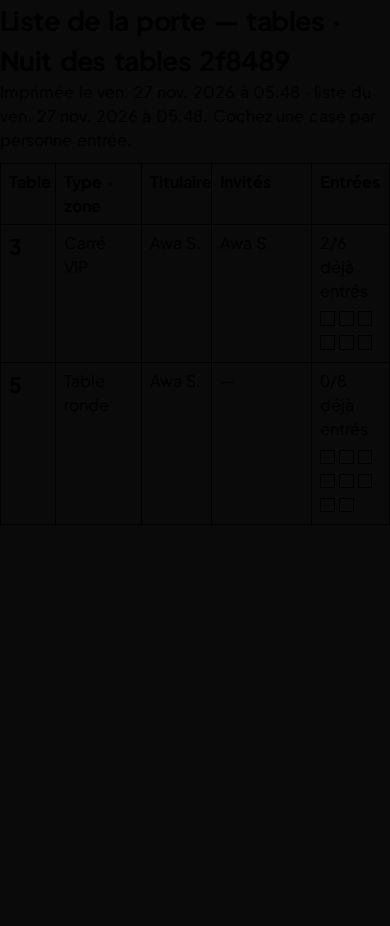 Liste de la porte — tables ·
Nuit des tables 2f8489
Imprimée le ven. 27 nov. 2026 à 05:48 · liste du
ven. 27 nov. 2026 à 05:48. Cochez une case par
personne entrée.
Table Type · zone Titulaire Invités Entrées
3 Carré VIP Awa S. Awa S. 2/6 déjà entrés
5 Table ronde Awa S. — 0/8 déjà entrés